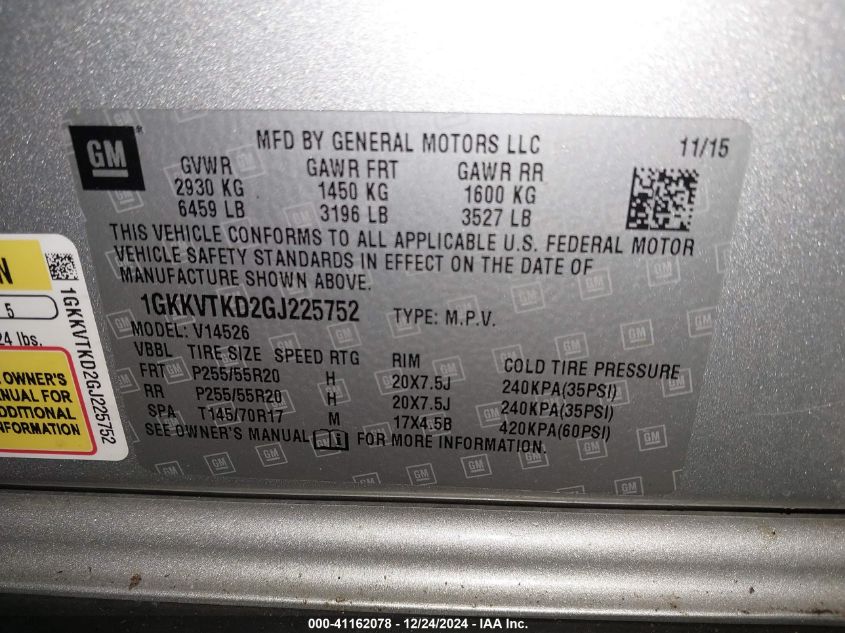 GM
MFD BY GENERAL MOTORS LLC 11/15
GVWR GAWR FRT GAWR RR
2930 KG 1450 KG 1600 KG
6459 LB 3196 LB 3527 LB
THIS VEHICLE CONFORMS TO ALL APPLICABLE U.S. FEDERAL MOTOR
VEHICLE SAFETY STANDARDS IN EFFECT ON THE DATE OF
MANUFACTURE SHOWN ABOVE.
1GKKVTKD2GJ225752 TYPE: M.P.V.
MODEL: V14526
VBBL TIRE SIZE SPEED RTG RIM COLD TIRE PRESSURE
FRT P255/55R20 H 20X7.5J 240KPA(35PSI)
RR P255/55R20 H 20X7.5J 240KPA(35PSI)
SPA T145/70R17 M 17X4.5B 420KPA(60PSI)
SEE OWNER'S MANUAL FOR MORE INFORMATION.
N
5
24 lbs.
OWNER'S
MANUAL FOR
ADDITIONAL
INFORMATION
1GKKVTKD2GJ225752
000-41162078 - 12/24/2024 - IAA Inc.